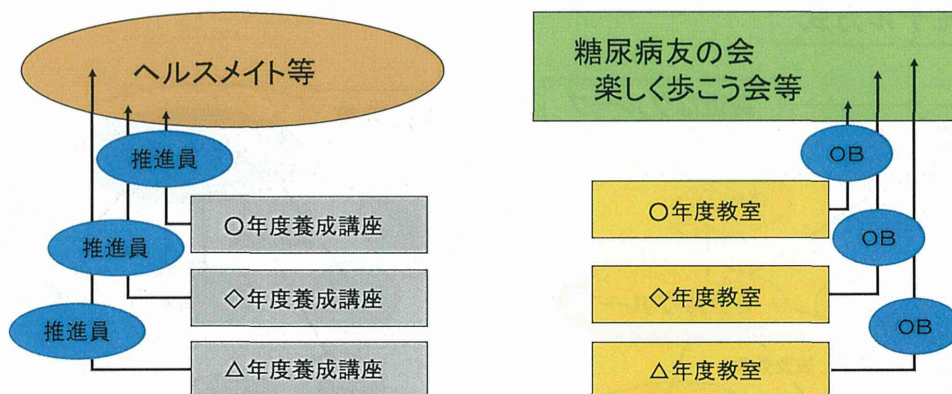 ヘルスメイト等
推進員
○年度養成講座
推進員
◇年度養成講座
推進員
△年度養成講座
糖尿病友の会
楽しく歩こう会等
OB
○年度教室
OB
◇年度教室
OB
△年度教室